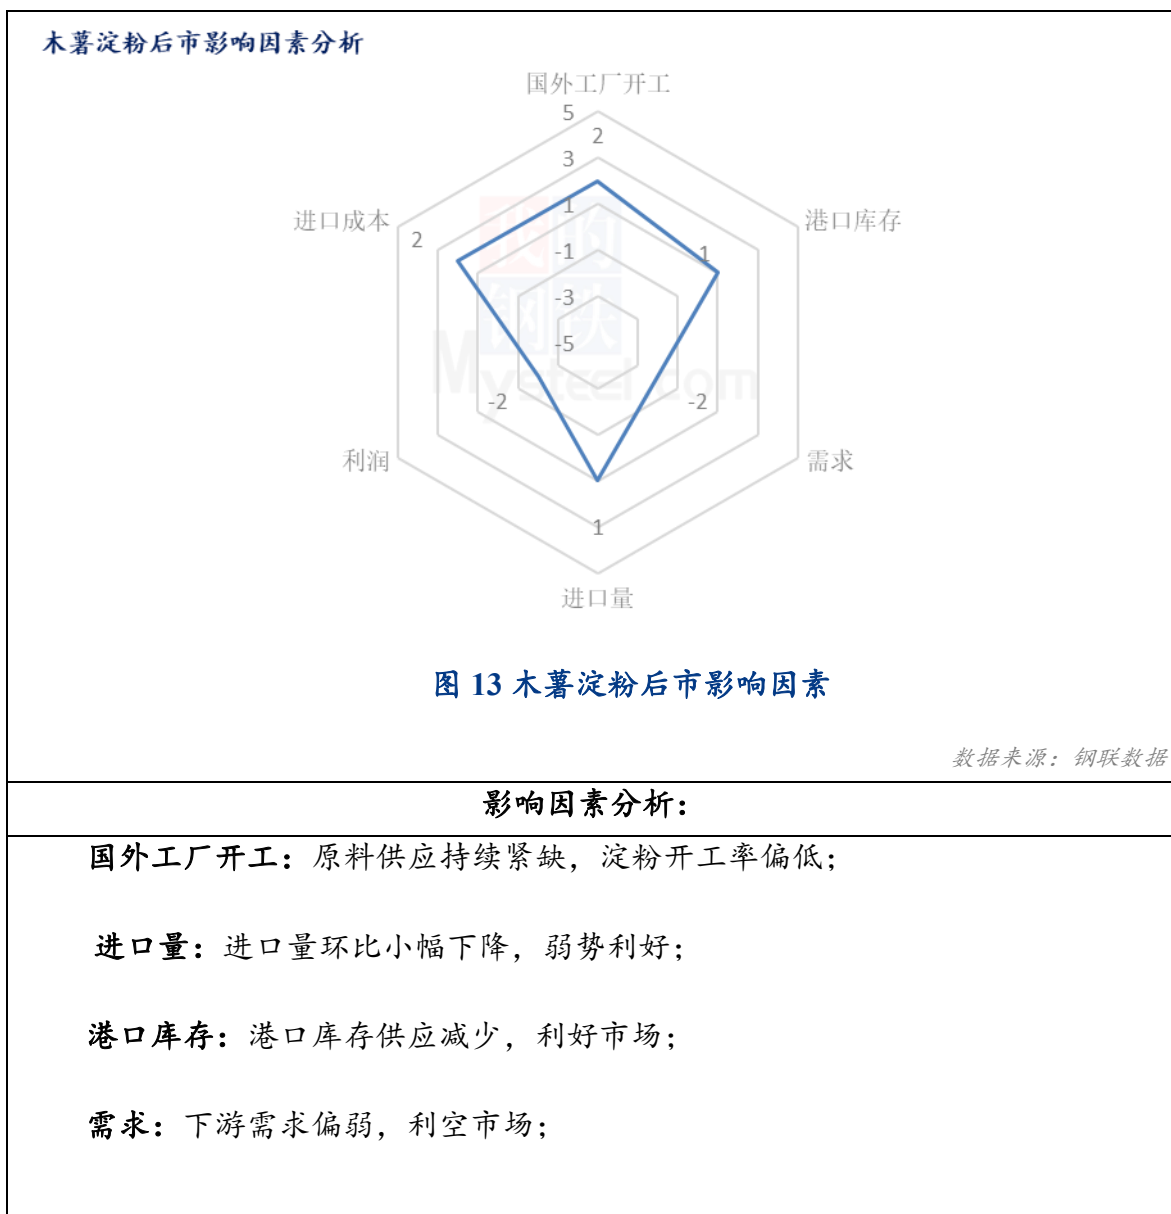 木薯淀粉后市影响因素分析
国外工厂开工
5
2
3
1
-1
-3
-5
进口成本
2
港口库存
1
我的
钢铁
Mysteel.com
-2
-2
利润
需求
1
进口量
图 13 木薯淀粉后市影响因素
数据来源：钢联数据
影响因素分析：
国外工厂开工：原料供应持续紧缺，淀粉开工率偏低；
进口量：进口量环比小幅下降，弱势利好；
港口库存：港口库存供应减少，利好市场；
需求：下游需求偏弱，利空市场；